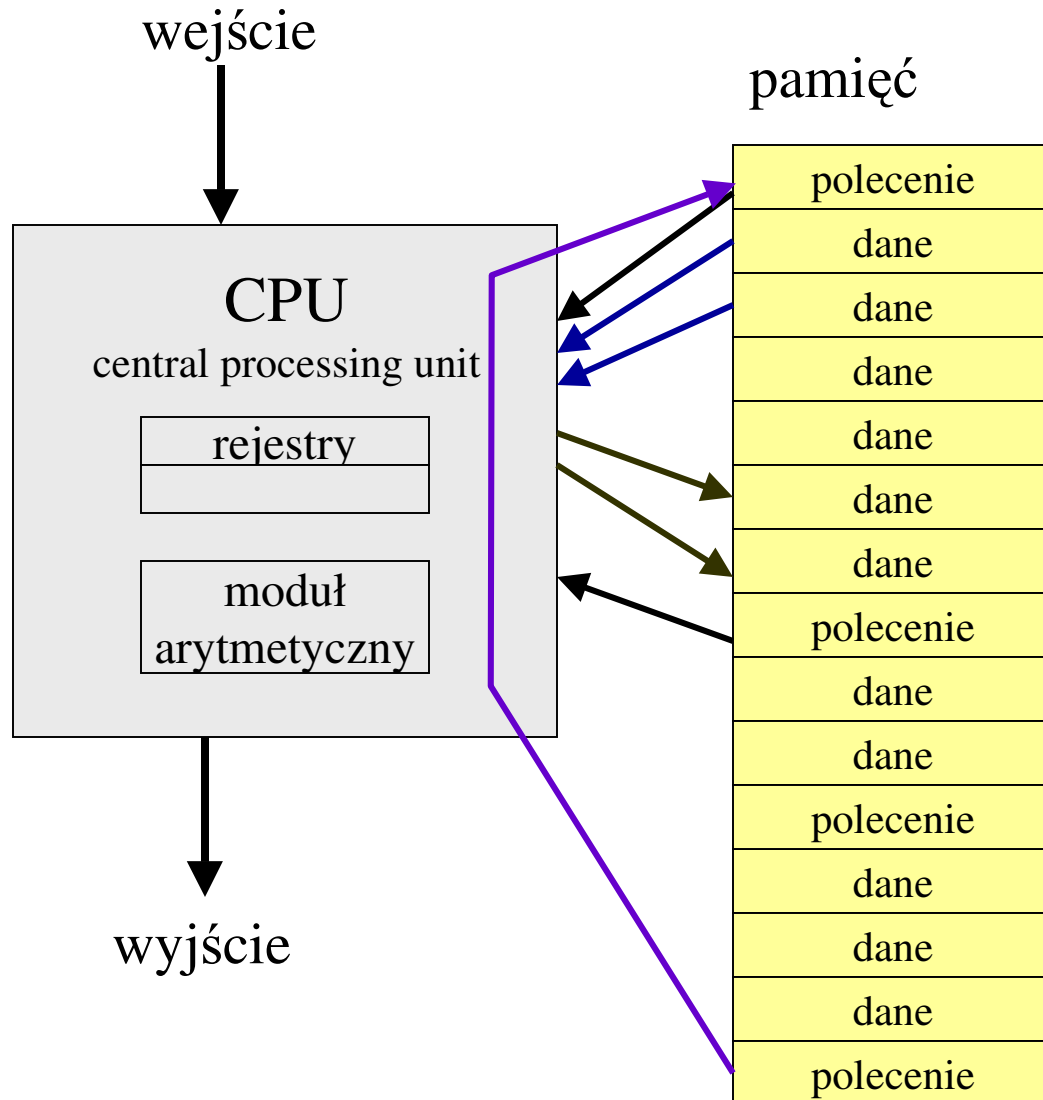 wejście
pamięć
CPU
central processing unit
rejestry
moduł
arytmetyczny
wyjście
polecenie
dane
dane
dane
dane
dane
dane
polecenie
dane
dane
polecenie
dane
dane
dane
polecenie